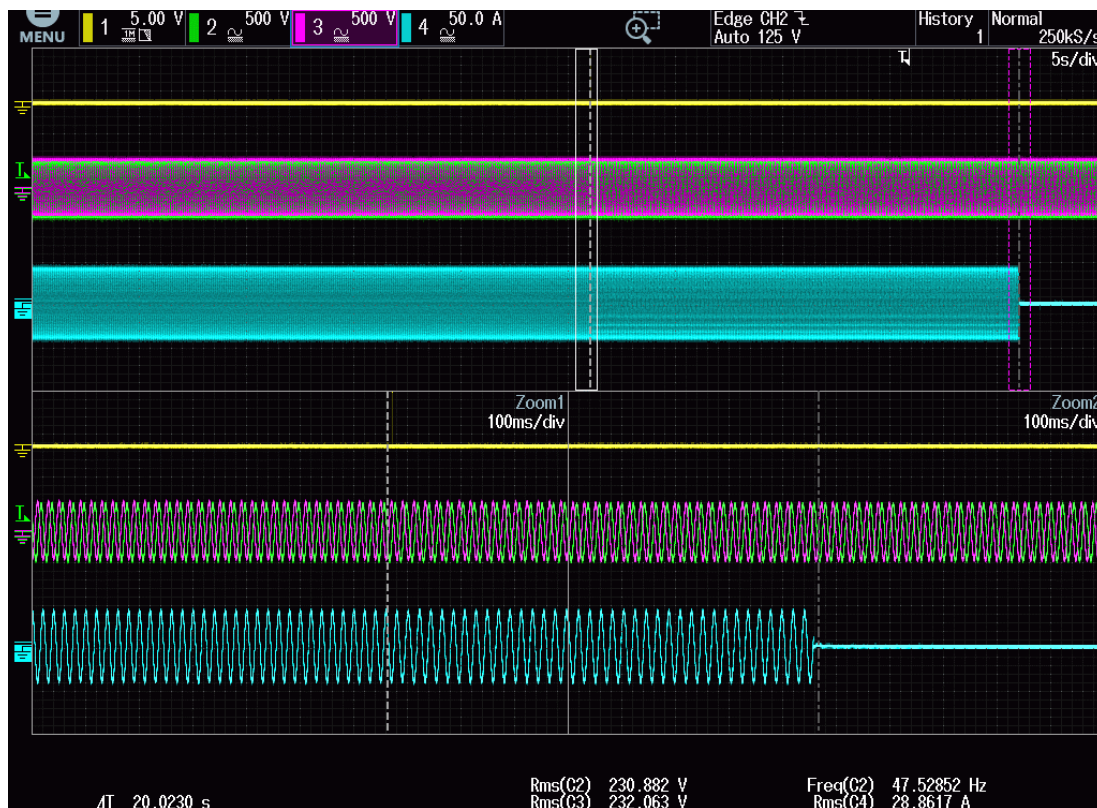 MENU
1 5.00 V
2 500 V
3 500 V
4 50.0 A
Edge CH2
Auto 125 V
History
1
Normal
250kS/s
5s/div
Zoom1
100ms/div
Zoom2
100ms/div
Rms(C2) 230.882 V
Freq(C2) 47.52852 Hz
ΔT 20.0230 s
Rms(C3) 232.063 V
Rms(C4) 28.8617 A